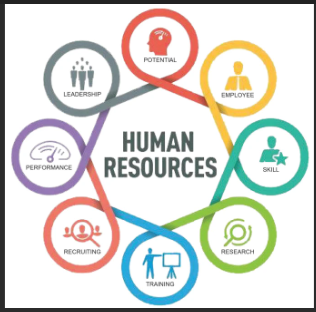 POTENTIAL
LEADERSHIP
EMPLOYEE
HUMAN
RESOURCES
PERFORMANCE
SKILL
RECRUITING
RESEARCH
TRAINING